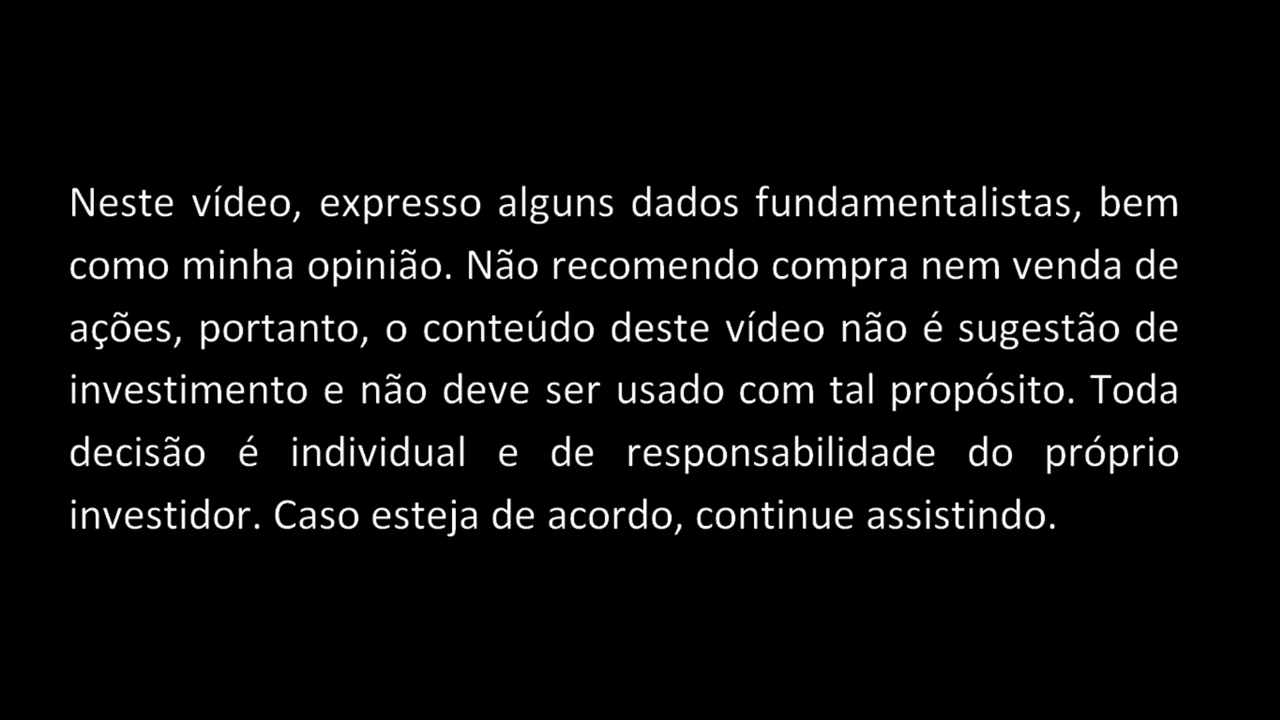 Neste vídeo, expresso alguns dados fundamentalistas, bem
como minha opinião. Não recomendo compra nem venda de
ações, portanto, o conteúdo deste vídeo não é sugestão de
investimento e não deve ser usado com tal propósito. Toda
decisão é individual e de responsabilidade do próprio
investidor. Caso esteja de acordo, continue assistindo.